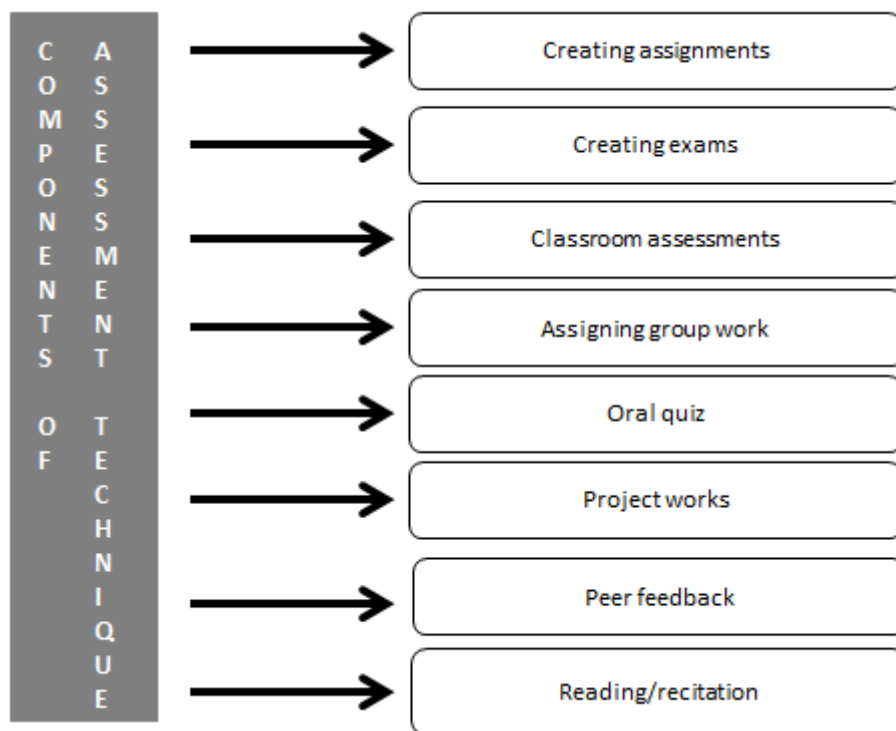 COMPONENTS OF
ASSESSMENT TECHNIQUE
Creating assignments
Creating exams
Classroom assessments
Assigning group work
Oral quiz
Project works
Peer feedback
Reading/recitation